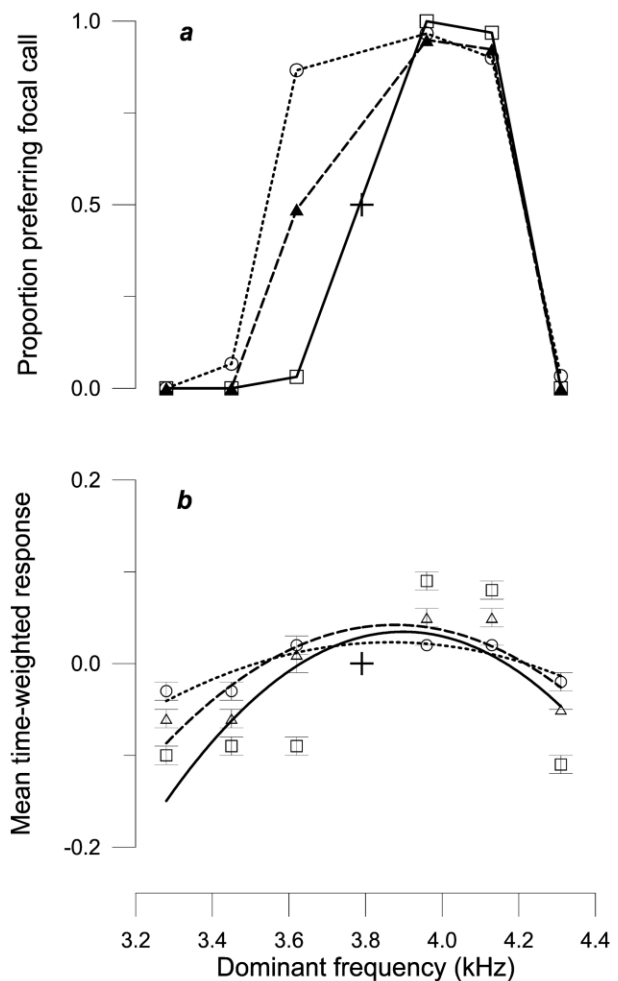 a
1.0
0.5
0.0
Proportion preferring focal call
b
0.2
0.0
-0.2
Mean time-weighted response
3.2 3.4 3.6 3.8 4.0 4.2 4.4
Dominant frequency (kHz)